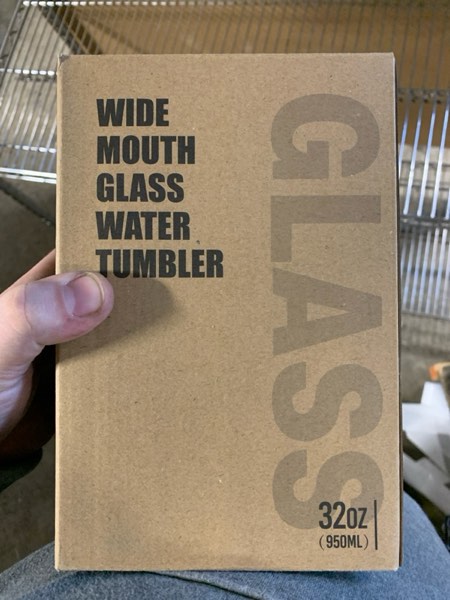 WIDE
MOUTH
GLASS
WATER
TUMBLER
GLASS
32OZ
(950ML)